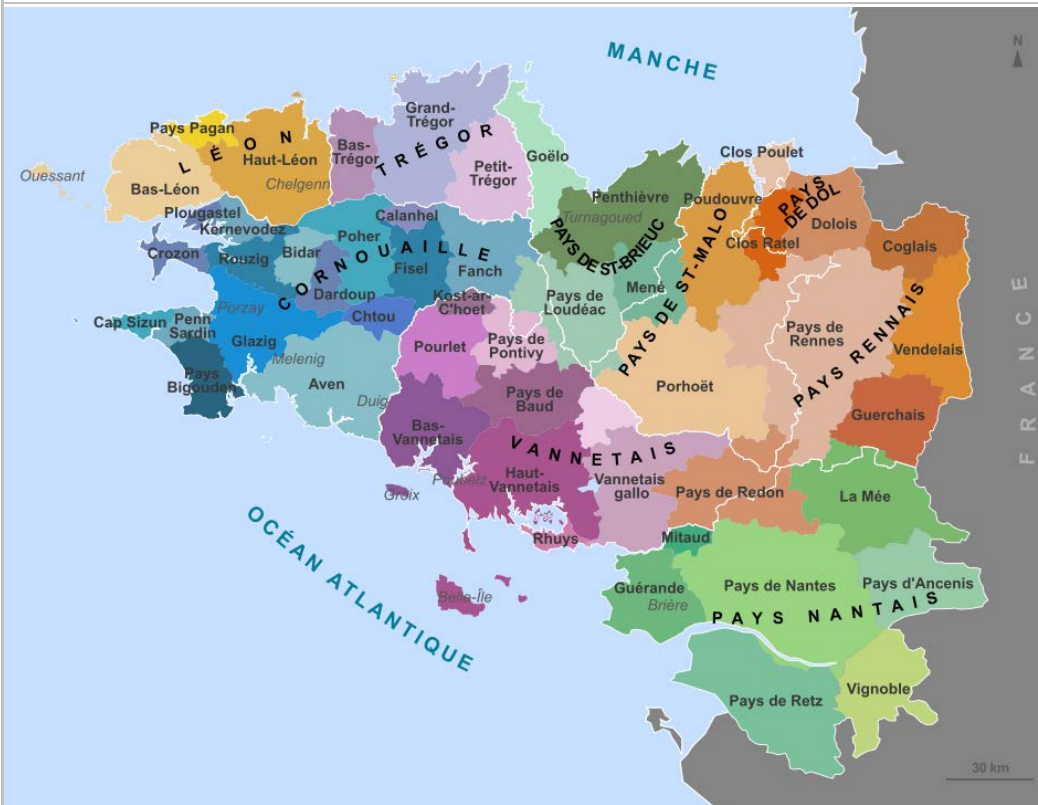 MANCHE
N
Grand-
Trégor
Pays Pagan
LÉON
Bas-
Trégor
TRÉGOR
Goëlo
Clos Poulet
Haut-Léon
Petit-
Trégor
Ouessant
Bas-Léon
Chelgenn
Penthièvre
Poudouvre
PAYS
DE DOL
Plougastel
Calanhel
Turnagoued
Dolois
Kernevodez
Poher
PAYS DE ST-BRIEUC
PAYS DE ST-MALO
Clos Ratel
Coglais
Crozon
Rouzig
Bidar
CORNOUAILLE
Fisel
Fanch
Mené
FRANCE
Porzay
Dardoup
Kost-ar-
C'hoet
Pays de
Loudéac
Cap Sizun
Penn
Sardin
Chtou
Pays de
Rennes
PAYS RENNAIS
Glazig
Pourlet
Pays de
Pontivy
Vendelais
Melenig
Pays
Bigouden
Aven
Porhoët
Duig
Pays de
Baud
Guerchais
Bas-
Vannetais
VANNETAIS
Haut-
Vannetais
Vannetais
gallo
Groix
Pays de Redon
La Mée
OCÉAN ATLANTIQUE
Rhuys
Mitaud
Guérande
Pays de Nantes
Pays d'Ancenis
Belle-Île
Brière
PAYS NANTAIS
Pays de Retz
Vignoble
30 km